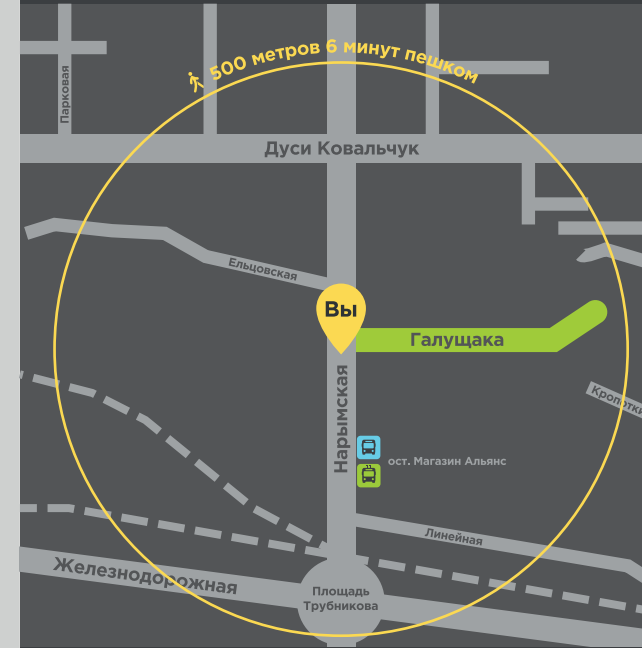 500 метров 6 минут пешком
Парковая
Дуси Ковальчук
Ельцовская
Вы
Галущака
Нарымская
ост. Магазин Альянс
Линейная
Железнодорожная
Площадь
Трубникова